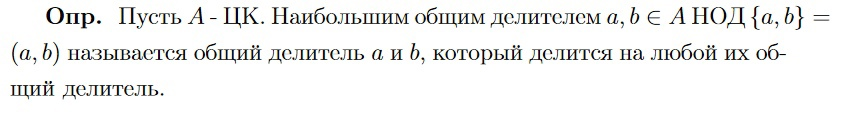 Опр. Пусть A - ЦК. Наибольшим общим делителем a, b ∈ A НОД {a, b} =
(a, b) называется общий делитель a и b, который делится на любой их об-
щий делитель.